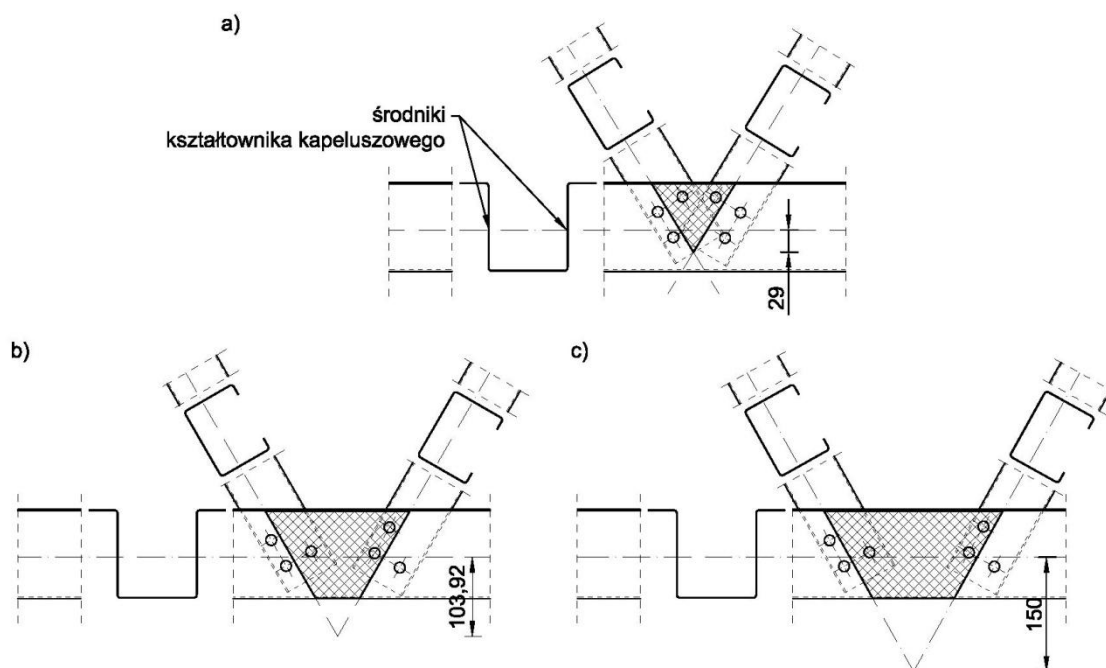 a)
środniki
kształtownika kapeluszowego
29
b)
c)
103,92
150